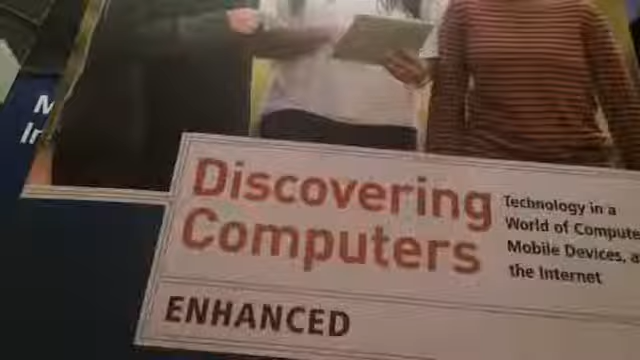 Discovering
Computers
Technology in a
World of Compute
Mobile Devices, a
the Internet
ENHANCED